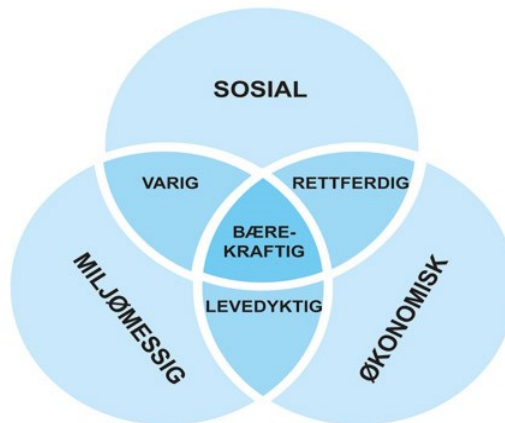 SOSIAL
VARIG
RETTFERDIG
BÆRE-
KRAFTIG
LEVEDYKTIG
MILJØMESSIG
ØKONOMISK